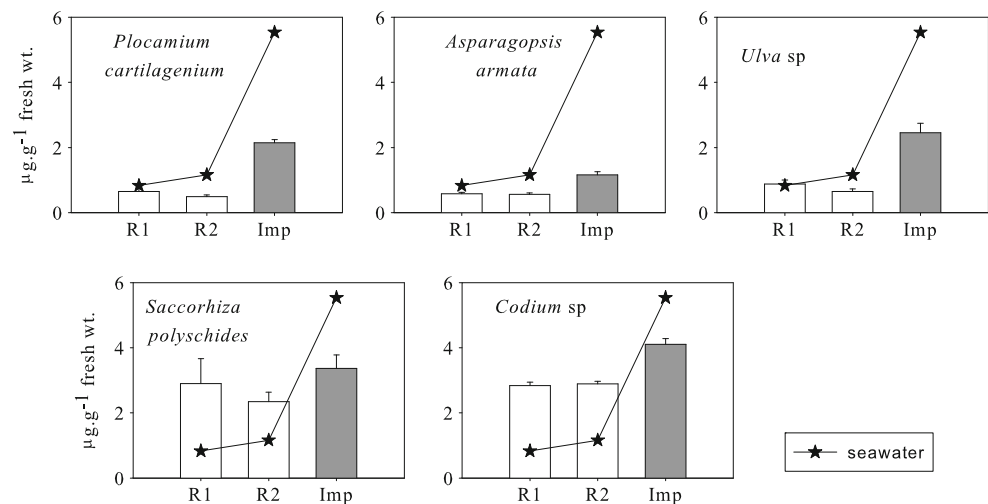 Plocamium
cartilagenium
μg.g-1 fresh wt.
6
4
2
0
R1 R2 Imp
Asparagopsis
armata
6
4
2
0
R1 R2 Imp
Ulva sp
6
4
2
0
R1 R2 Imp
Saccorhiza
polyschides
μg.g-1 fresh wt.
6
4
2
0
R1 R2 Imp
Codium sp
6
4
2
0
R1 R2 Imp
seawater